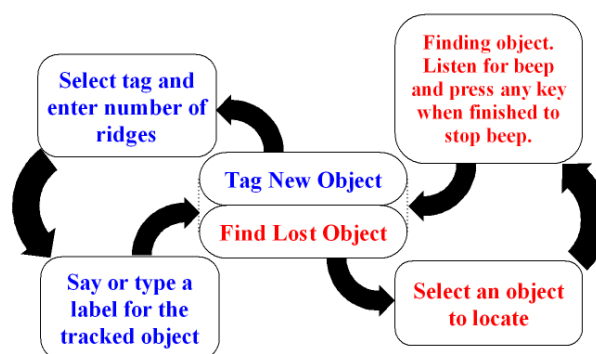 Select tag and
enter number of
ridges
Finding object.
Listen for beep
and press any key
when finished to
stop beep.
Tag New Object
Find Lost Object
Say or type a
label for the
tracked object
Select an object
to locate